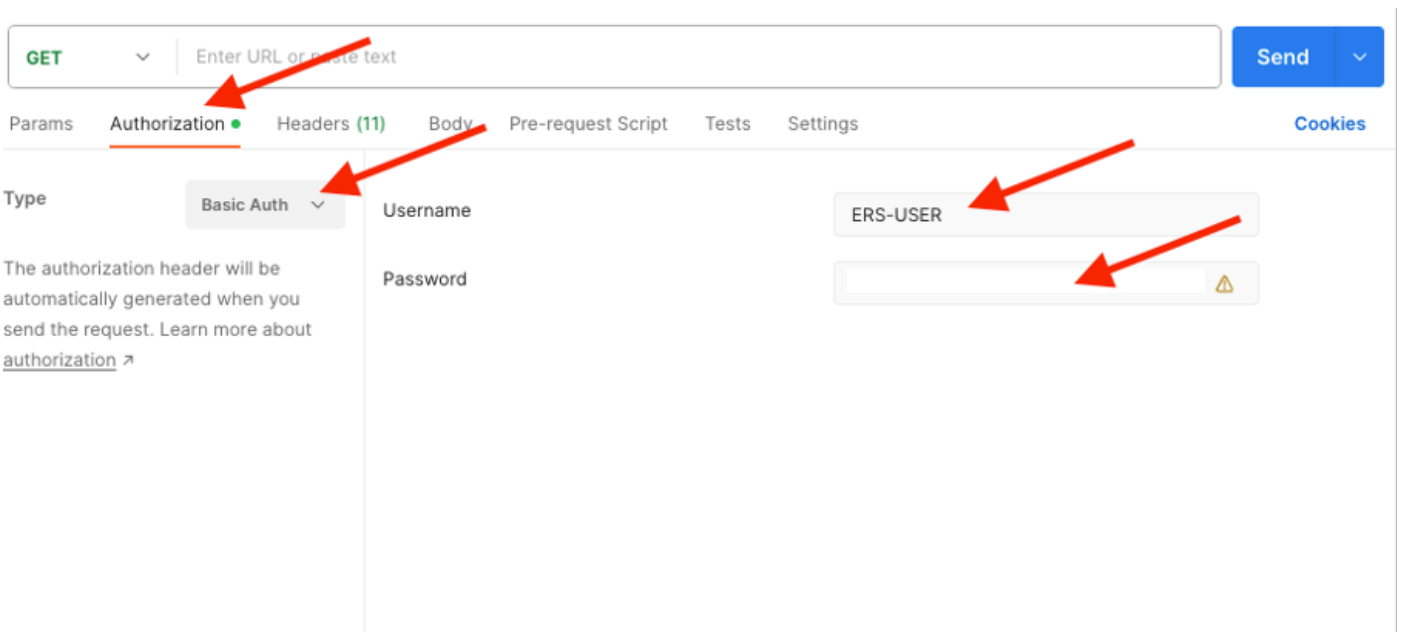 GET Enter URL or paste text Send
Params Authorization Headers (11) Body Pre-request Script Tests Settings Cookies
Type Basic Auth
The authorization header will be
automatically generated when you
send the request. Learn more about
authorization ↗
Username ERS-USER
Password